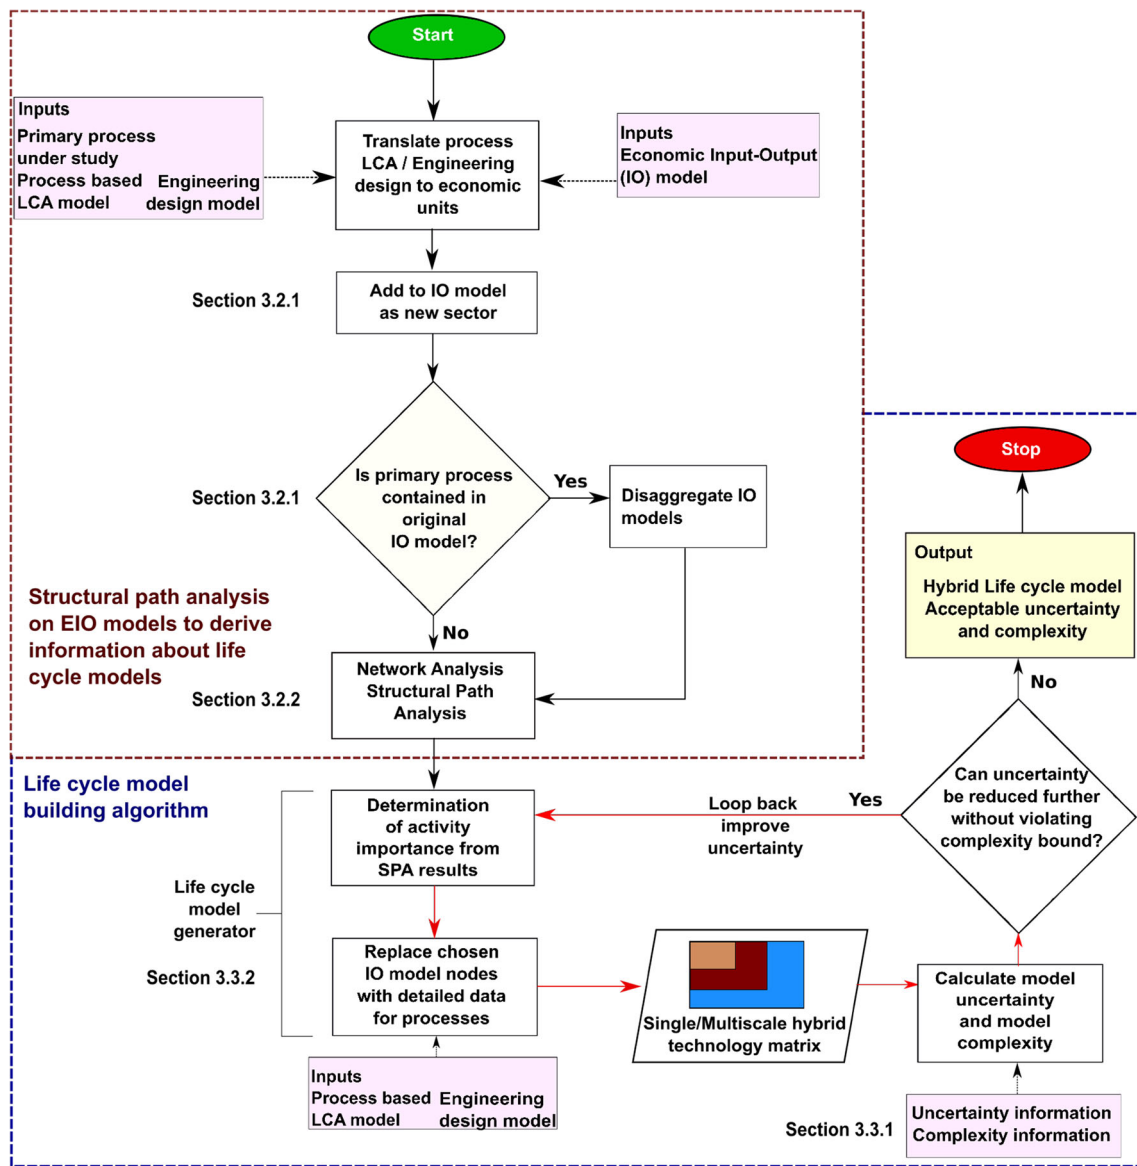 Start
Inputs
Primary process
under study
Process based Engineering
LCA model design model
Translate process
LCA / Engineering
design to economic
units
Inputs
Economic Input-Output
(IO) model
Section 3.2.1
Add to IO model
as new sector
Section 3.2.1
Is primary process
contained in
original
IO model?
Yes
Disaggregate IO
models
No
Structural path analysis
on EIO models to derive
information about life
cycle models
Section 3.2.2
Network Analysis
Structural Path
Analysis
Stop
Output
Hybrid Life cycle model
Acceptable uncertainty
and complexity
No
Can uncertainty
be reduced further
without violating
complexity bound?
Yes
Loop back
improve
uncertainty
Life cycle model
building algorithm
Determination
of activity
importance from
SPA results
Life cycle
model
generator
Section 3.3.2
Replace chosen
IO model nodes
with detailed data
for processes
Single/Multiscale hybrid
technology matrix
Calculate model
uncertainty
and model
complexity
Inputs
Process based Engineering
LCA model design model
Section 3.3.1
Uncertainty information
Complexity information